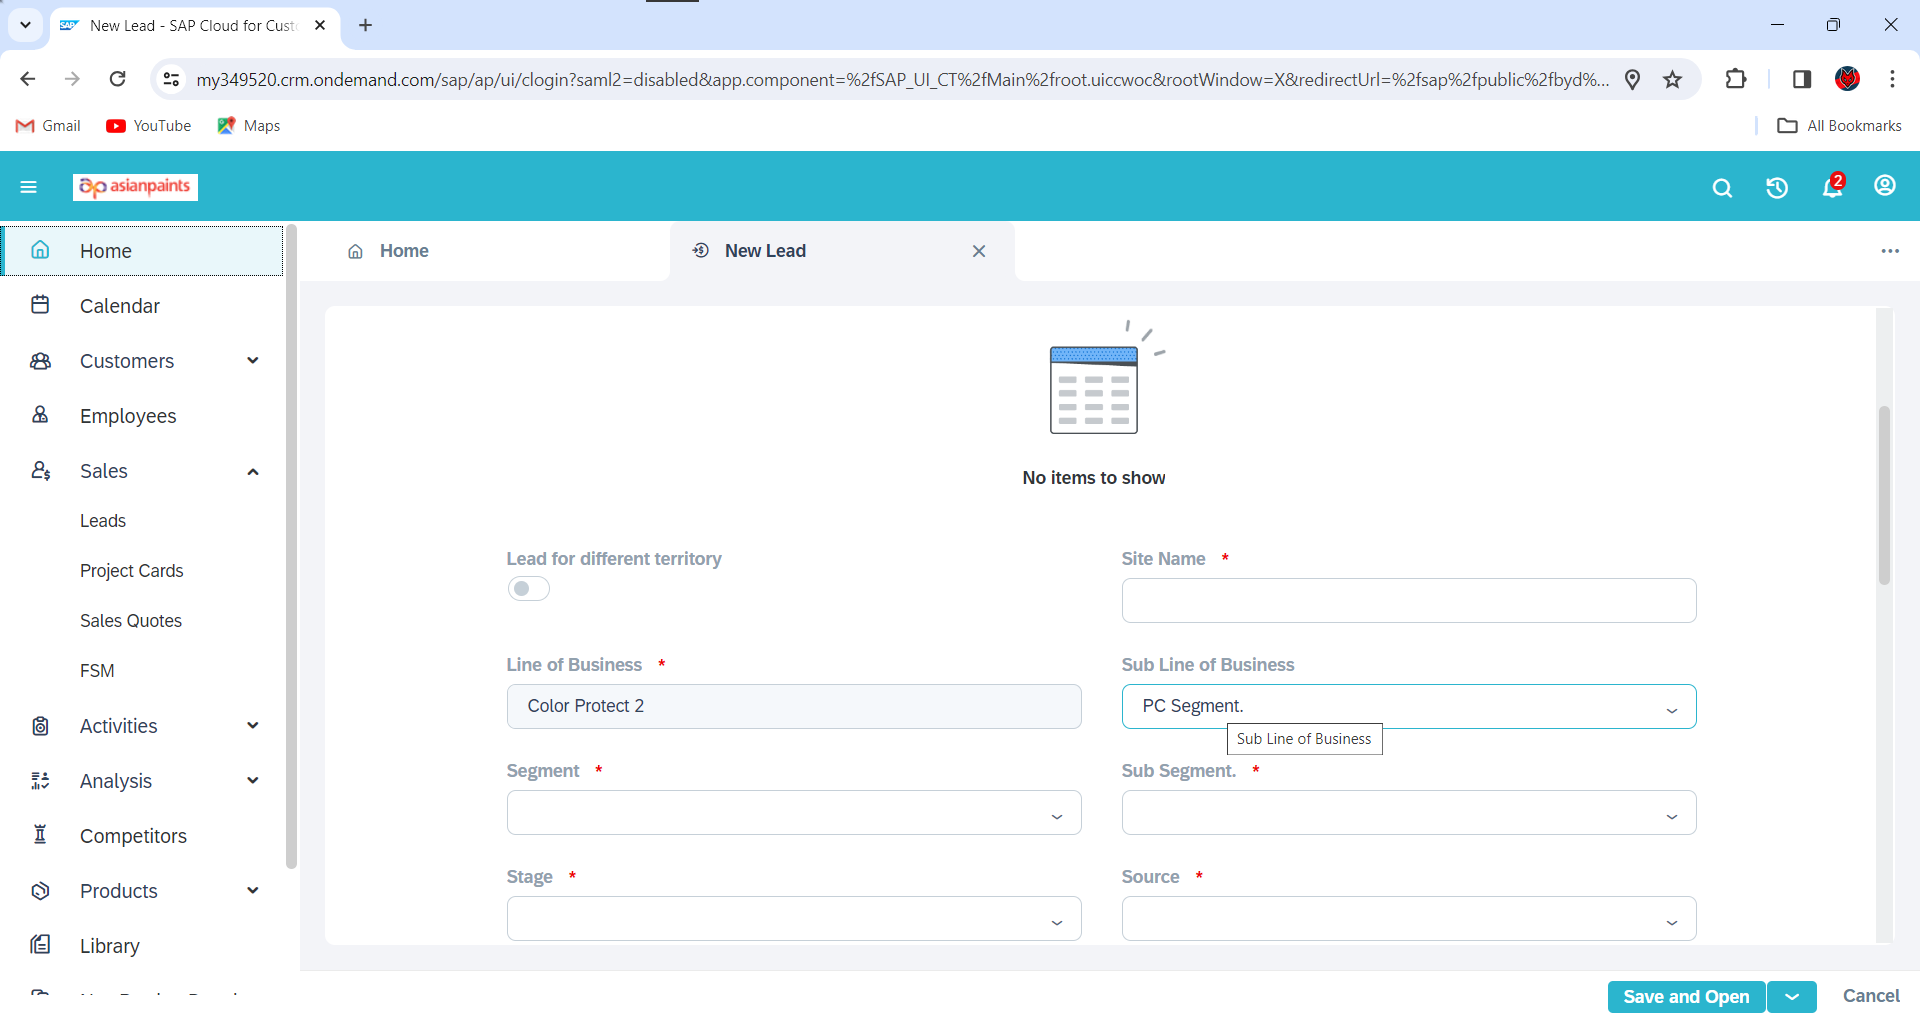 New Lead - SAP Cloud for Cust
my349520.crm.ondemand.com/sap/ap/ui/clogin?saml2=disabled&app.component=%2fSAP_UI_CT%2fMain%2froot.uiccwoc&rootWindow=X&redirectUrl=%2fsap%2fpublic%2fbyd%...
Gmail YouTube Maps All Bookmarks
asianpaints
2
Home
Calendar
Customers
Employees
Sales
Leads
Project Cards
Sales Quotes
FSM
Activities
Analysis
Competitors
Products
Library
Home New Lead
No items to show
Lead for different territory
Site Name *
Line of Business *
Color Protect 2
Sub Line of Business
PC Segment.
Sub Line of Business
Segment *
Sub Segment. *
Stage *
Source *
Save and Open Cancel